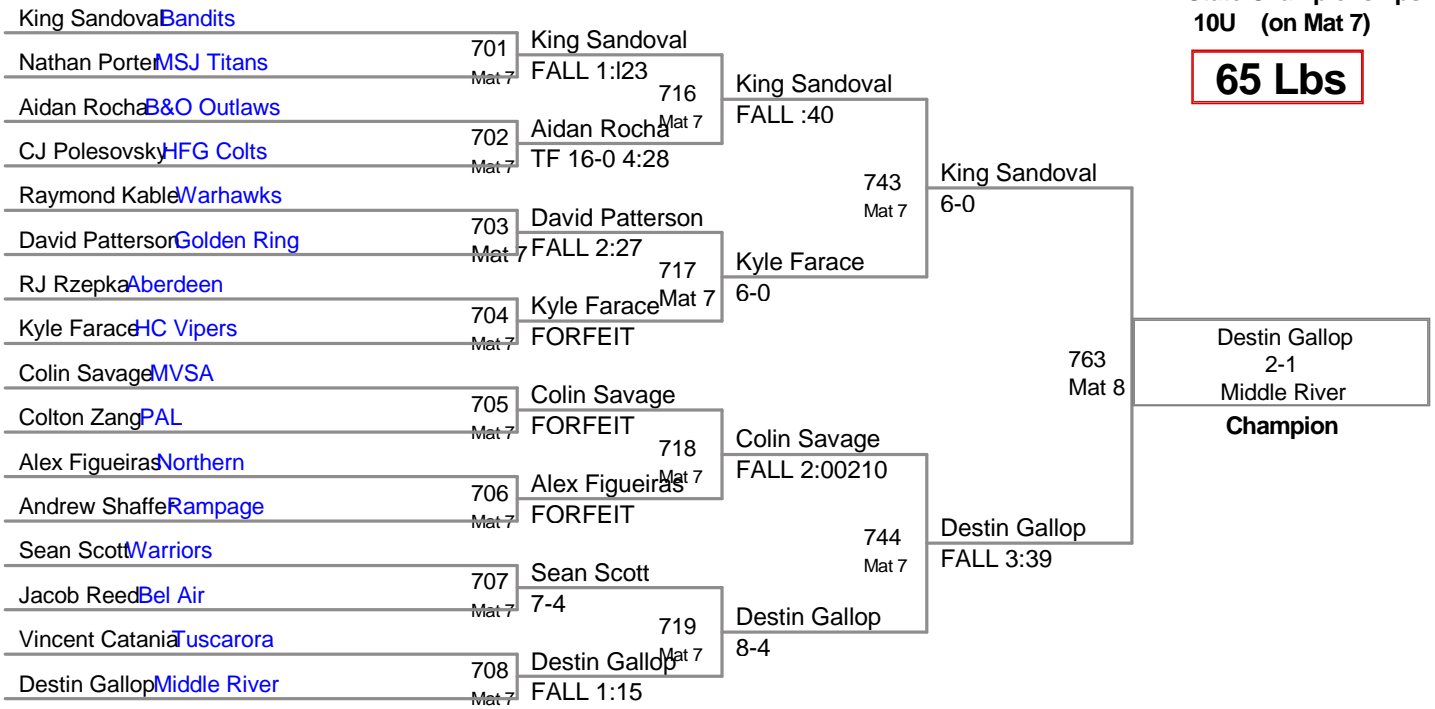 King Sandoval Bandits
Nathan Porter MSJ Titans
Aidan Rocha B&O Outlaws
CJ Polesovsky HFG Colts
Raymond Kable Warhawks
David Patterson Golden Ring
RJ Rzepka Aberdeen
Kyle Farace HC Vipers
Colin Savage MVSA
Colton Zang PAL
Alex Figueiras Northern
Andrew Shaffer Rampage
Sean Scott Warriors
Jacob Reed Bel Air
Vincent Catania Tuscarora
Destin Gallop Middle River
701
Mat 7
702
Mat 7
703
Mat 7
704
Mat 7
705
Mat 7
706
Mat 7
707
Mat 7
708
Mat 7
King Sandoval
FALL 1:l23
Aidan Rocha
TF 16-0 4:28
David Patterson
FALL 2:27
Kyle Farace
FORFEIT
Colin Savage
FORFEIT
Alex Figueiras
FORFEIT
Sean Scott
7-4
Destin Gallop
FALL 1:15
716
Mat 7
717
Mat 7
718
Mat 7
719
Mat 7
King Sandoval
FALL :40
Kyle Farace
6-0
Colin Savage
FALL 2:00210
Destin Gallop
8-4
743
Mat 7
744
Mat 7
King Sandoval
6-0
Destin Gallop
FALL 3:39
763
Mat 8
Destin Gallop
2-1
Middle River
Champion
10U (on Mat 7)
65 Lbs